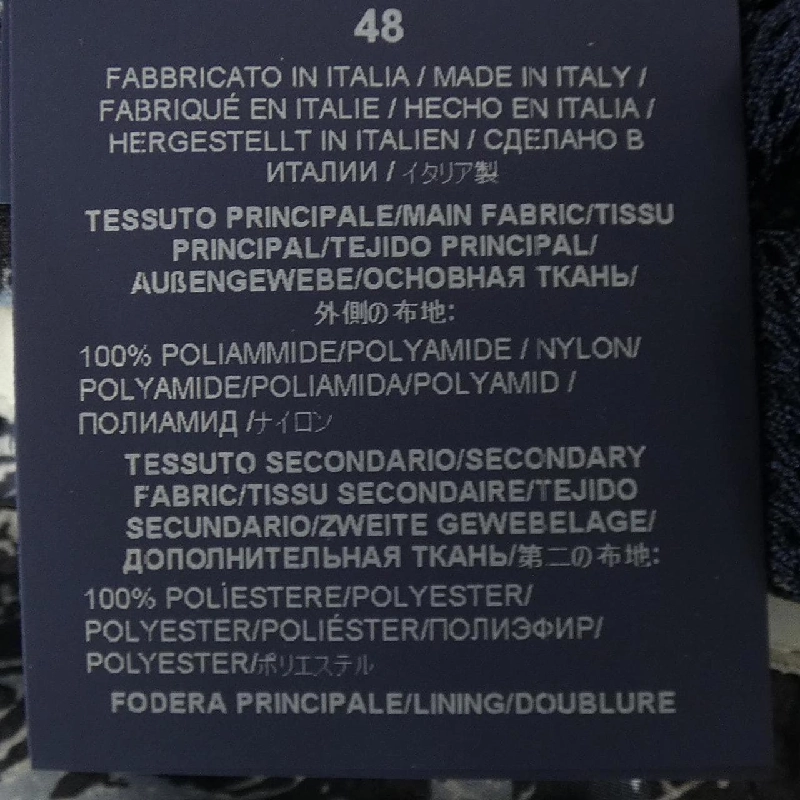 48
FABBRICATO IN ITALIA / MADE IN ITALY /
FABRIQUÉ EN ITALIE / HECHO EN ITALIA /
HERGESTELLT IN ITALIEN / СДЕЛАНО В
ИТАЛИИ / イタリア製
TESSUTO PRINCIPALE/MAIN FABRIC/TISSU
PRINCIPAL/TEJIDO PRINCIPAL/
AUßENGEWEBE/ОСНОВНАЯ ТКАНЬ/
外側の布地:
100% POLIAMMIDE/POLYAMIDE / NYLON/
POLYAMIDE/POLIAMIDA/POLYAMID /
ПОЛИАМИД /ナイロン
TESSUTO SECONDARIO/SECONDARY
FABRIC/TISSU SECONDAIRE/TEJIDO
SECUNDARIO/ZWEITE GEWEBELAGE/
ДОПОЛНИТЕЛЬНАЯ ТКАНЬ/第二の布地:
100% POLIESTERE/POLYESTER/
POLYESTER/POLIÉSTER/ПОЛИЭФИР/
POLYESTER/ポリエステル
FODERA PRINCIPALE/LINING/DOUBLURE